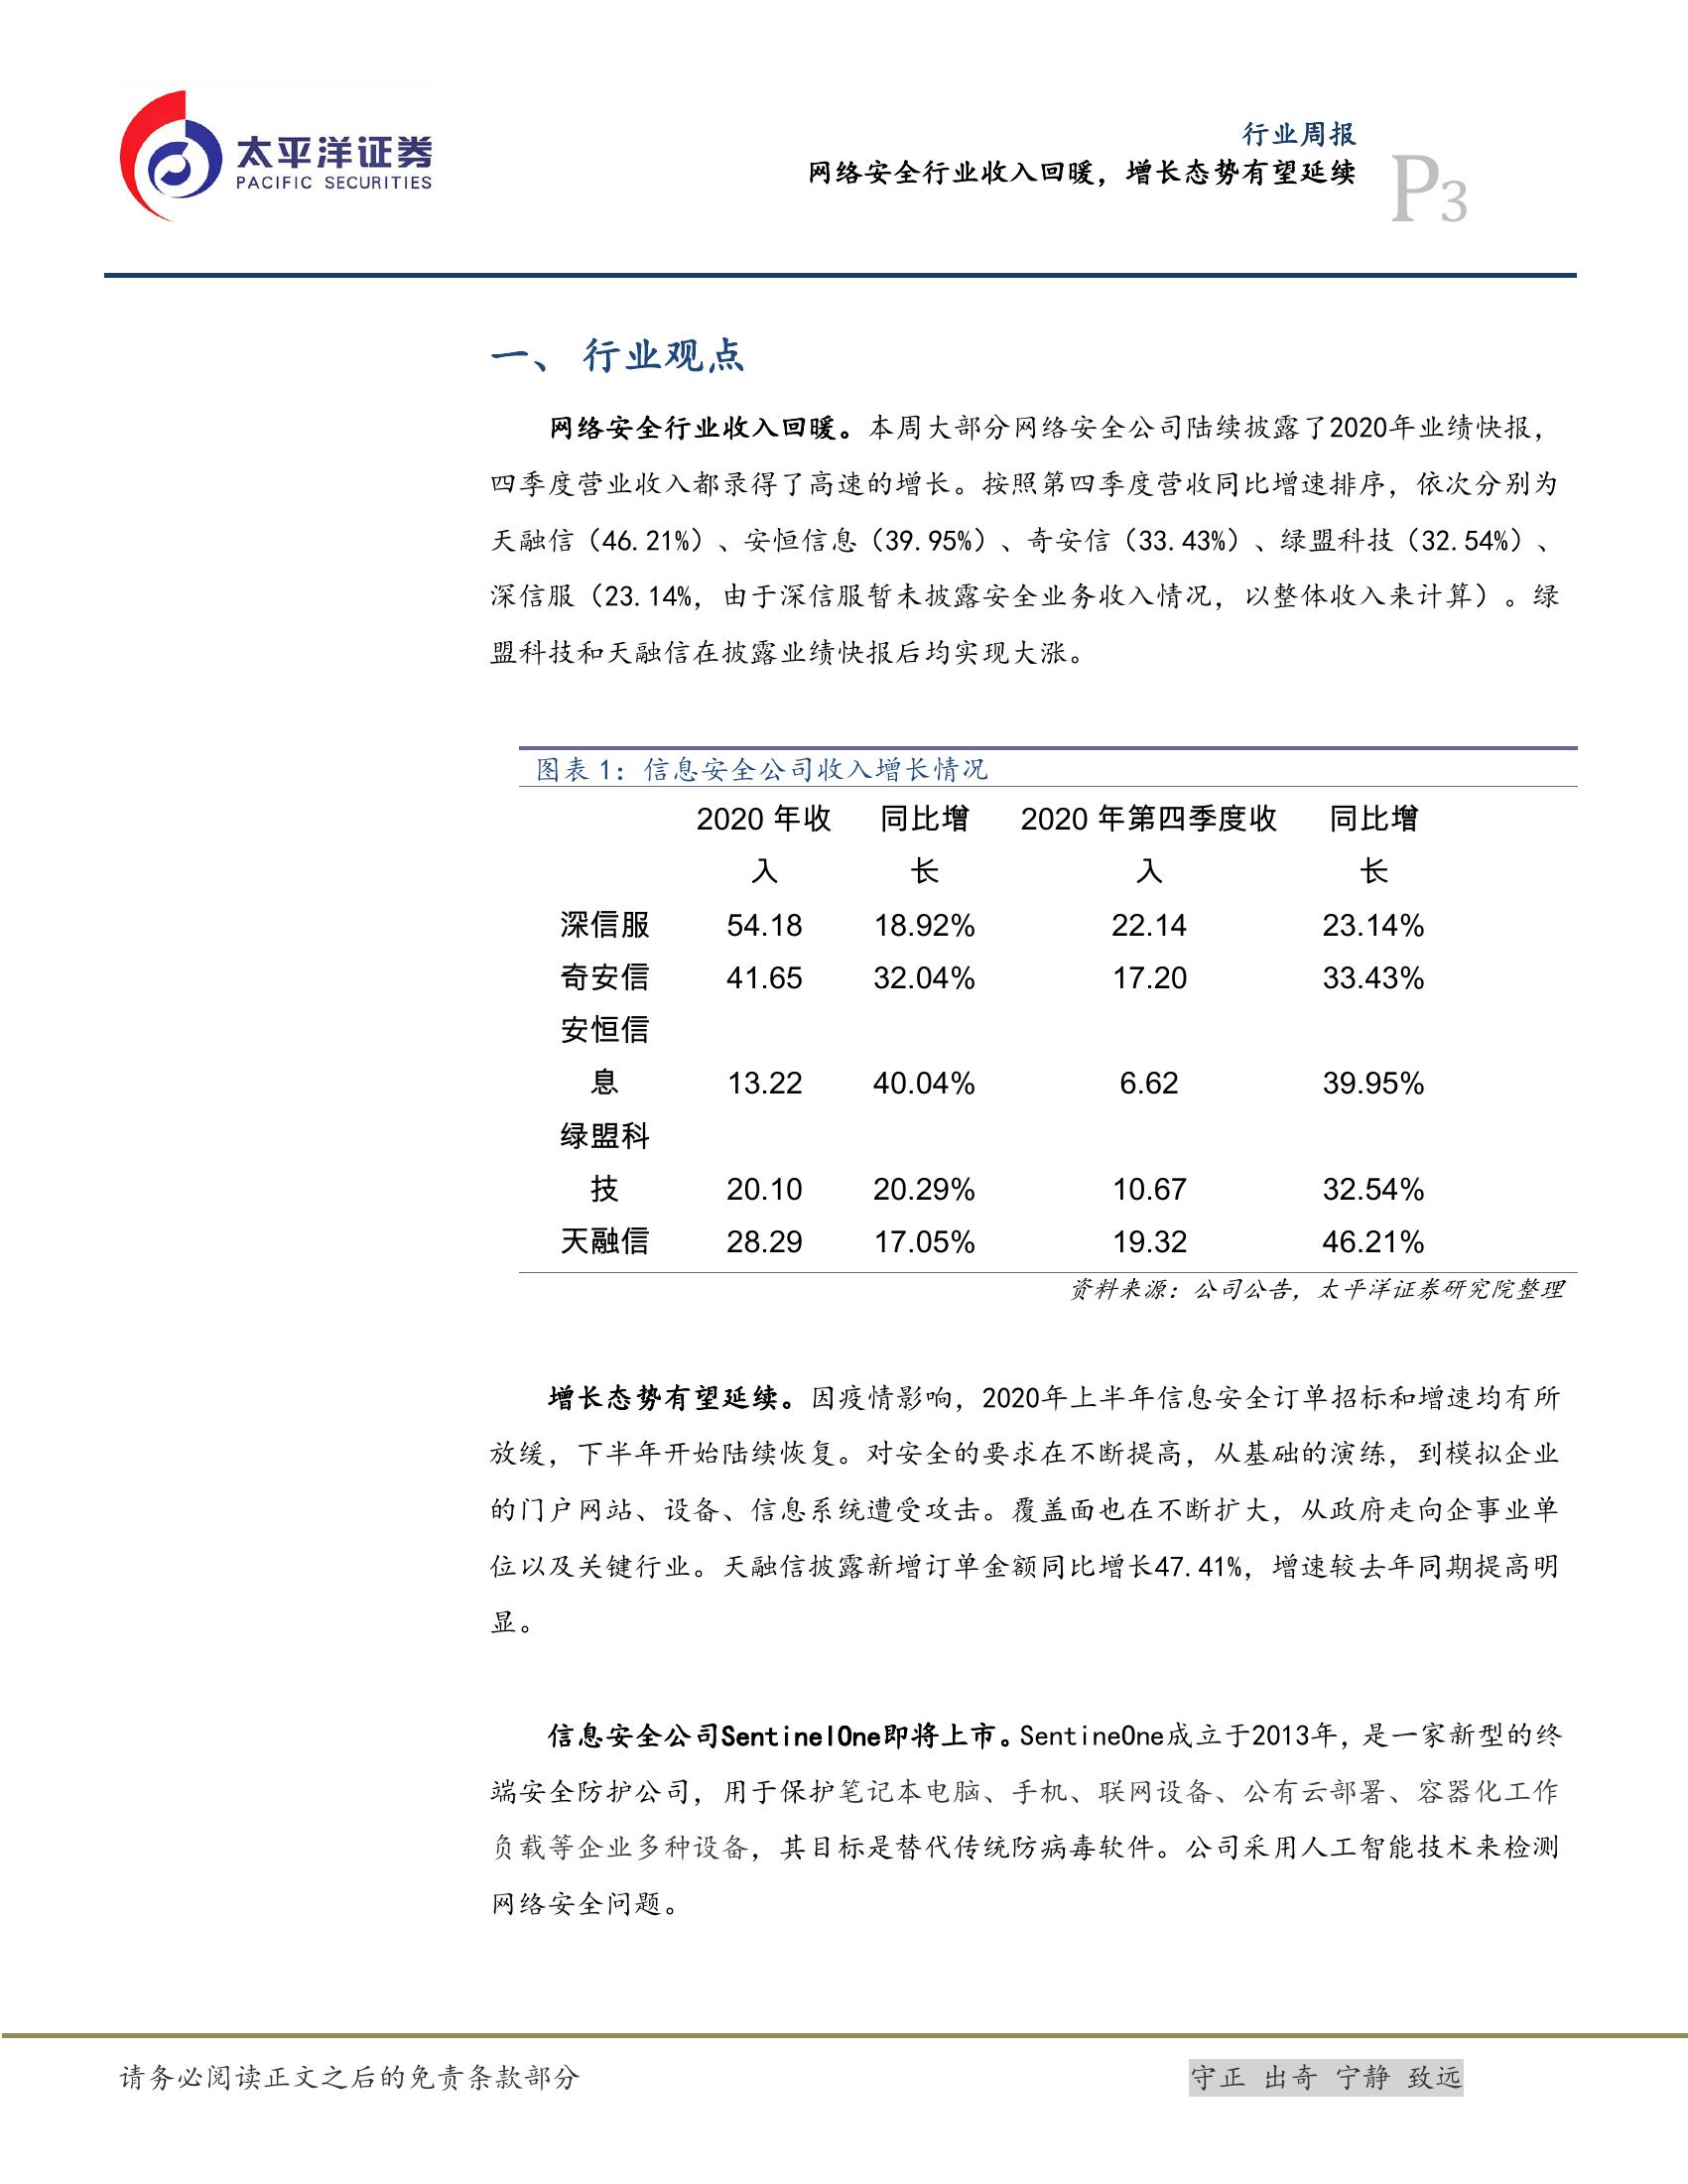 太平洋证券
PACIFIC SECURITIES
行业周报
网络安全行业收入回暖，增长态势有望延续
P3
一、 行业观点
网络安全行业收入回暖。本周大部分网络安全公司陆续披露了2020年业绩快报，
四季度营业收入都录得了高速的增长。按照第四季度营收同比增速排序，依次分别为
天融信（46.21%）、安恒信息（39.95%）、奇安信（33.43%）、绿盟科技（32.54%）、
深信服（23.14%，由于深信服暂未披露安全业务收入情况，以整体收入来计算）。绿
盟科技和天融信在披露业绩快报后均实现大涨。
图表 1：信息安全公司收入增长情况
2020 年收 同比增 2020 年第四季度收 同比增
入 长 入 长
深信服 54.18 18.92% 22.14 23.14%
奇安信 41.65 32.04% 17.20 33.43%
安恒信
息 13.22 40.04% 6.62 39.95%
绿盟科
技 20.10 20.29% 10.67 32.54%
天融信 28.29 17.05% 19.32 46.21%
资料来源：公司公告，太平洋证券研究院整理
增长态势有望延续。因疫情影响，2020年上半年信息安全订单招标和增速均有所
放缓，下半年开始陆续恢复。对安全的要求在不断提高，从基础的演练，到模拟企业
的门户网站、设备、信息系统遭受攻击。覆盖面也在不断扩大，从政府走向企事业单
位以及关键行业。天融信披露新增订单金额同比增长47.41%，增速较去年同期提高明
显。
信息安全公司SentinelOne即将上市。SentineOne成立于2013年，是一家新型的终
端安全防护公司，用于保护笔记本电脑、手机、联网设备、公有云部署、容器化工作
负载等企业多种设备，其目标是替代传统防病毒软件。公司采用人工智能技术来检测
网络安全问题。
请务必阅读正文之后的免责条款部分
守正 出奇 宁静 致远